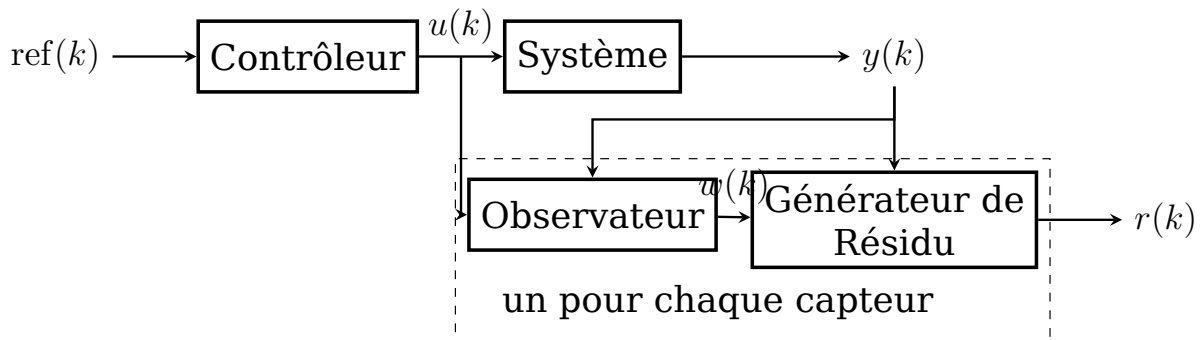 ref(k)
Contrôleur
u(k)
Système
y(k)
Observateur
w(k)
Générateur de
Résidu
r(k)
un pour chaque capteur